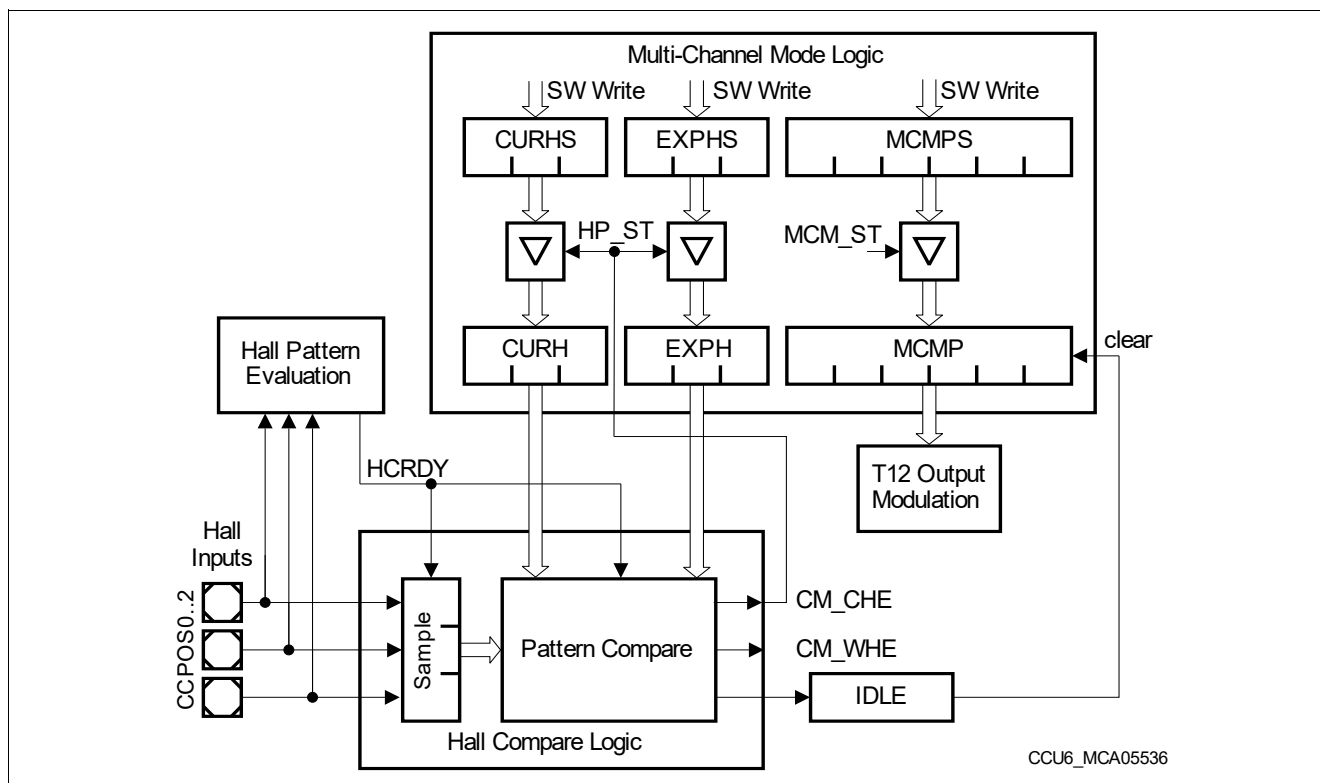 Multi-Channel Mode Logic
SW Write
SW Write
SW Write
CURHS
EXPHS
MCMPS
HP_ST
MCM_ST
CURH
EXPH
MCMP
clear
Hall Pattern
Evaluation
HCRDY
T12 Output
Modulation
Hall
Inputs
CCPOS0..2
Sample
Pattern Compare
CM_CHE
CM_WHE
IDLE
Hall Compare Logic
CCU6_MCA05536